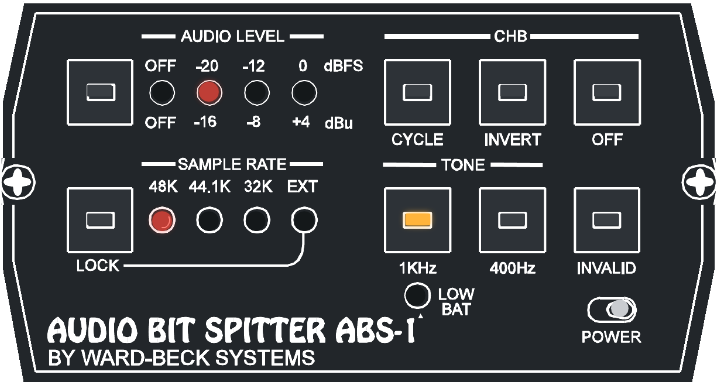 AUDIO LEVEL
CHB
OFF -20 -12 0 dBFS
OFF -16 -8 +4 dBu
CYCLE INVERT OFF
SAMPLE RATE
TONE
48K 44.1K 32K EXT
LOCK
1KHz 400Hz INVALID
LOW
BAT
POWER
AUDIO BIT SPITTER ABS-1
BY WARD-BECK SYSTEMS